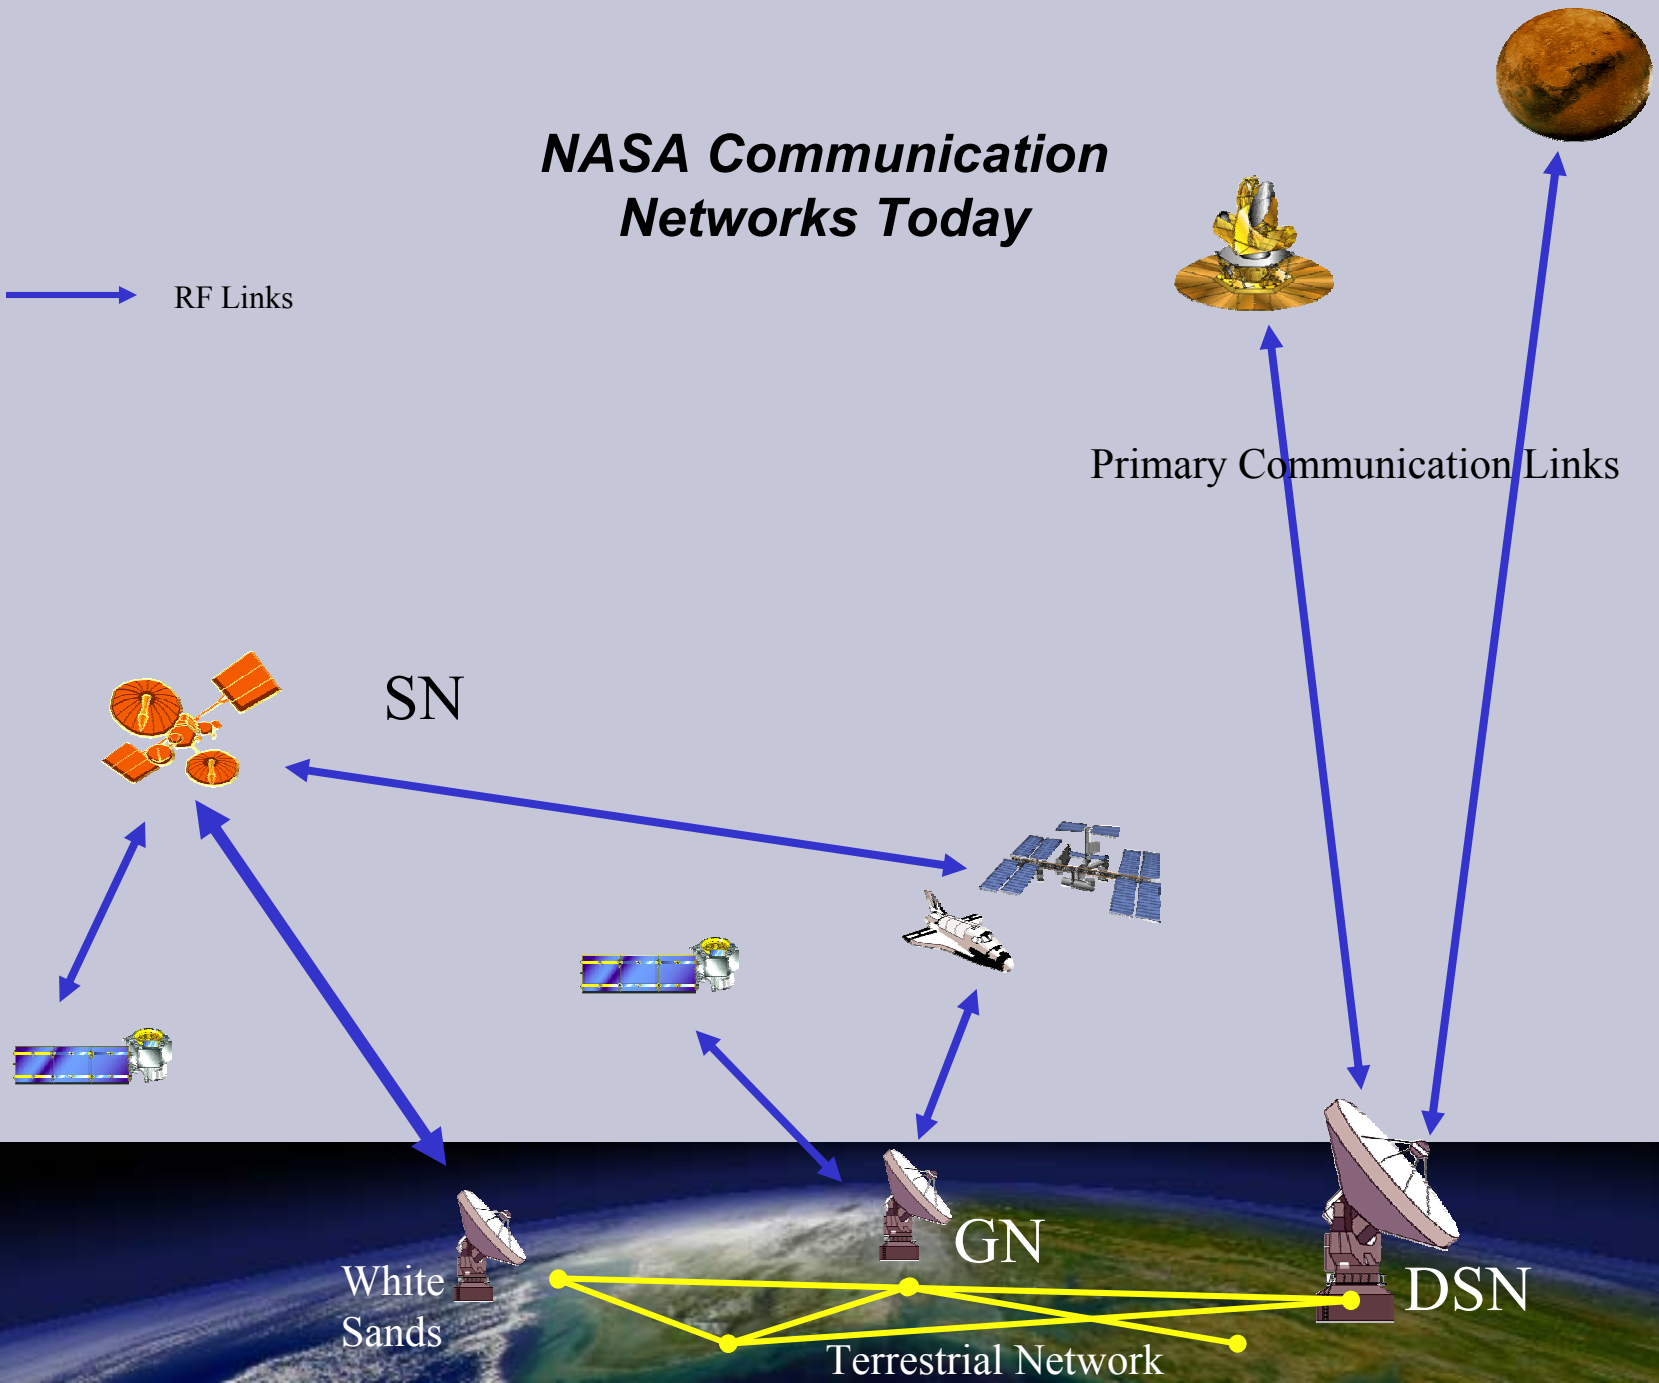 NASA Communication
Networks Today
RF Links
Primary Communication Links
SN
GN
White
Sands
DSN
Terrestrial Network